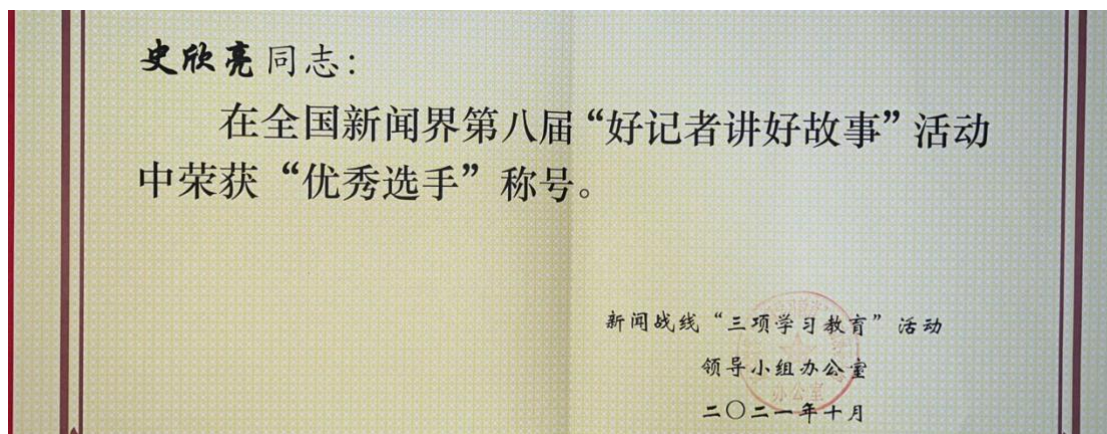 史欣亮同志：
在全国新闻界第八届“好记者讲好故事”活动
中荣获“优秀选手”称号。
新闻战线“三项学习教育”活动
领导小组办公室
办公室
二〇二一年十月